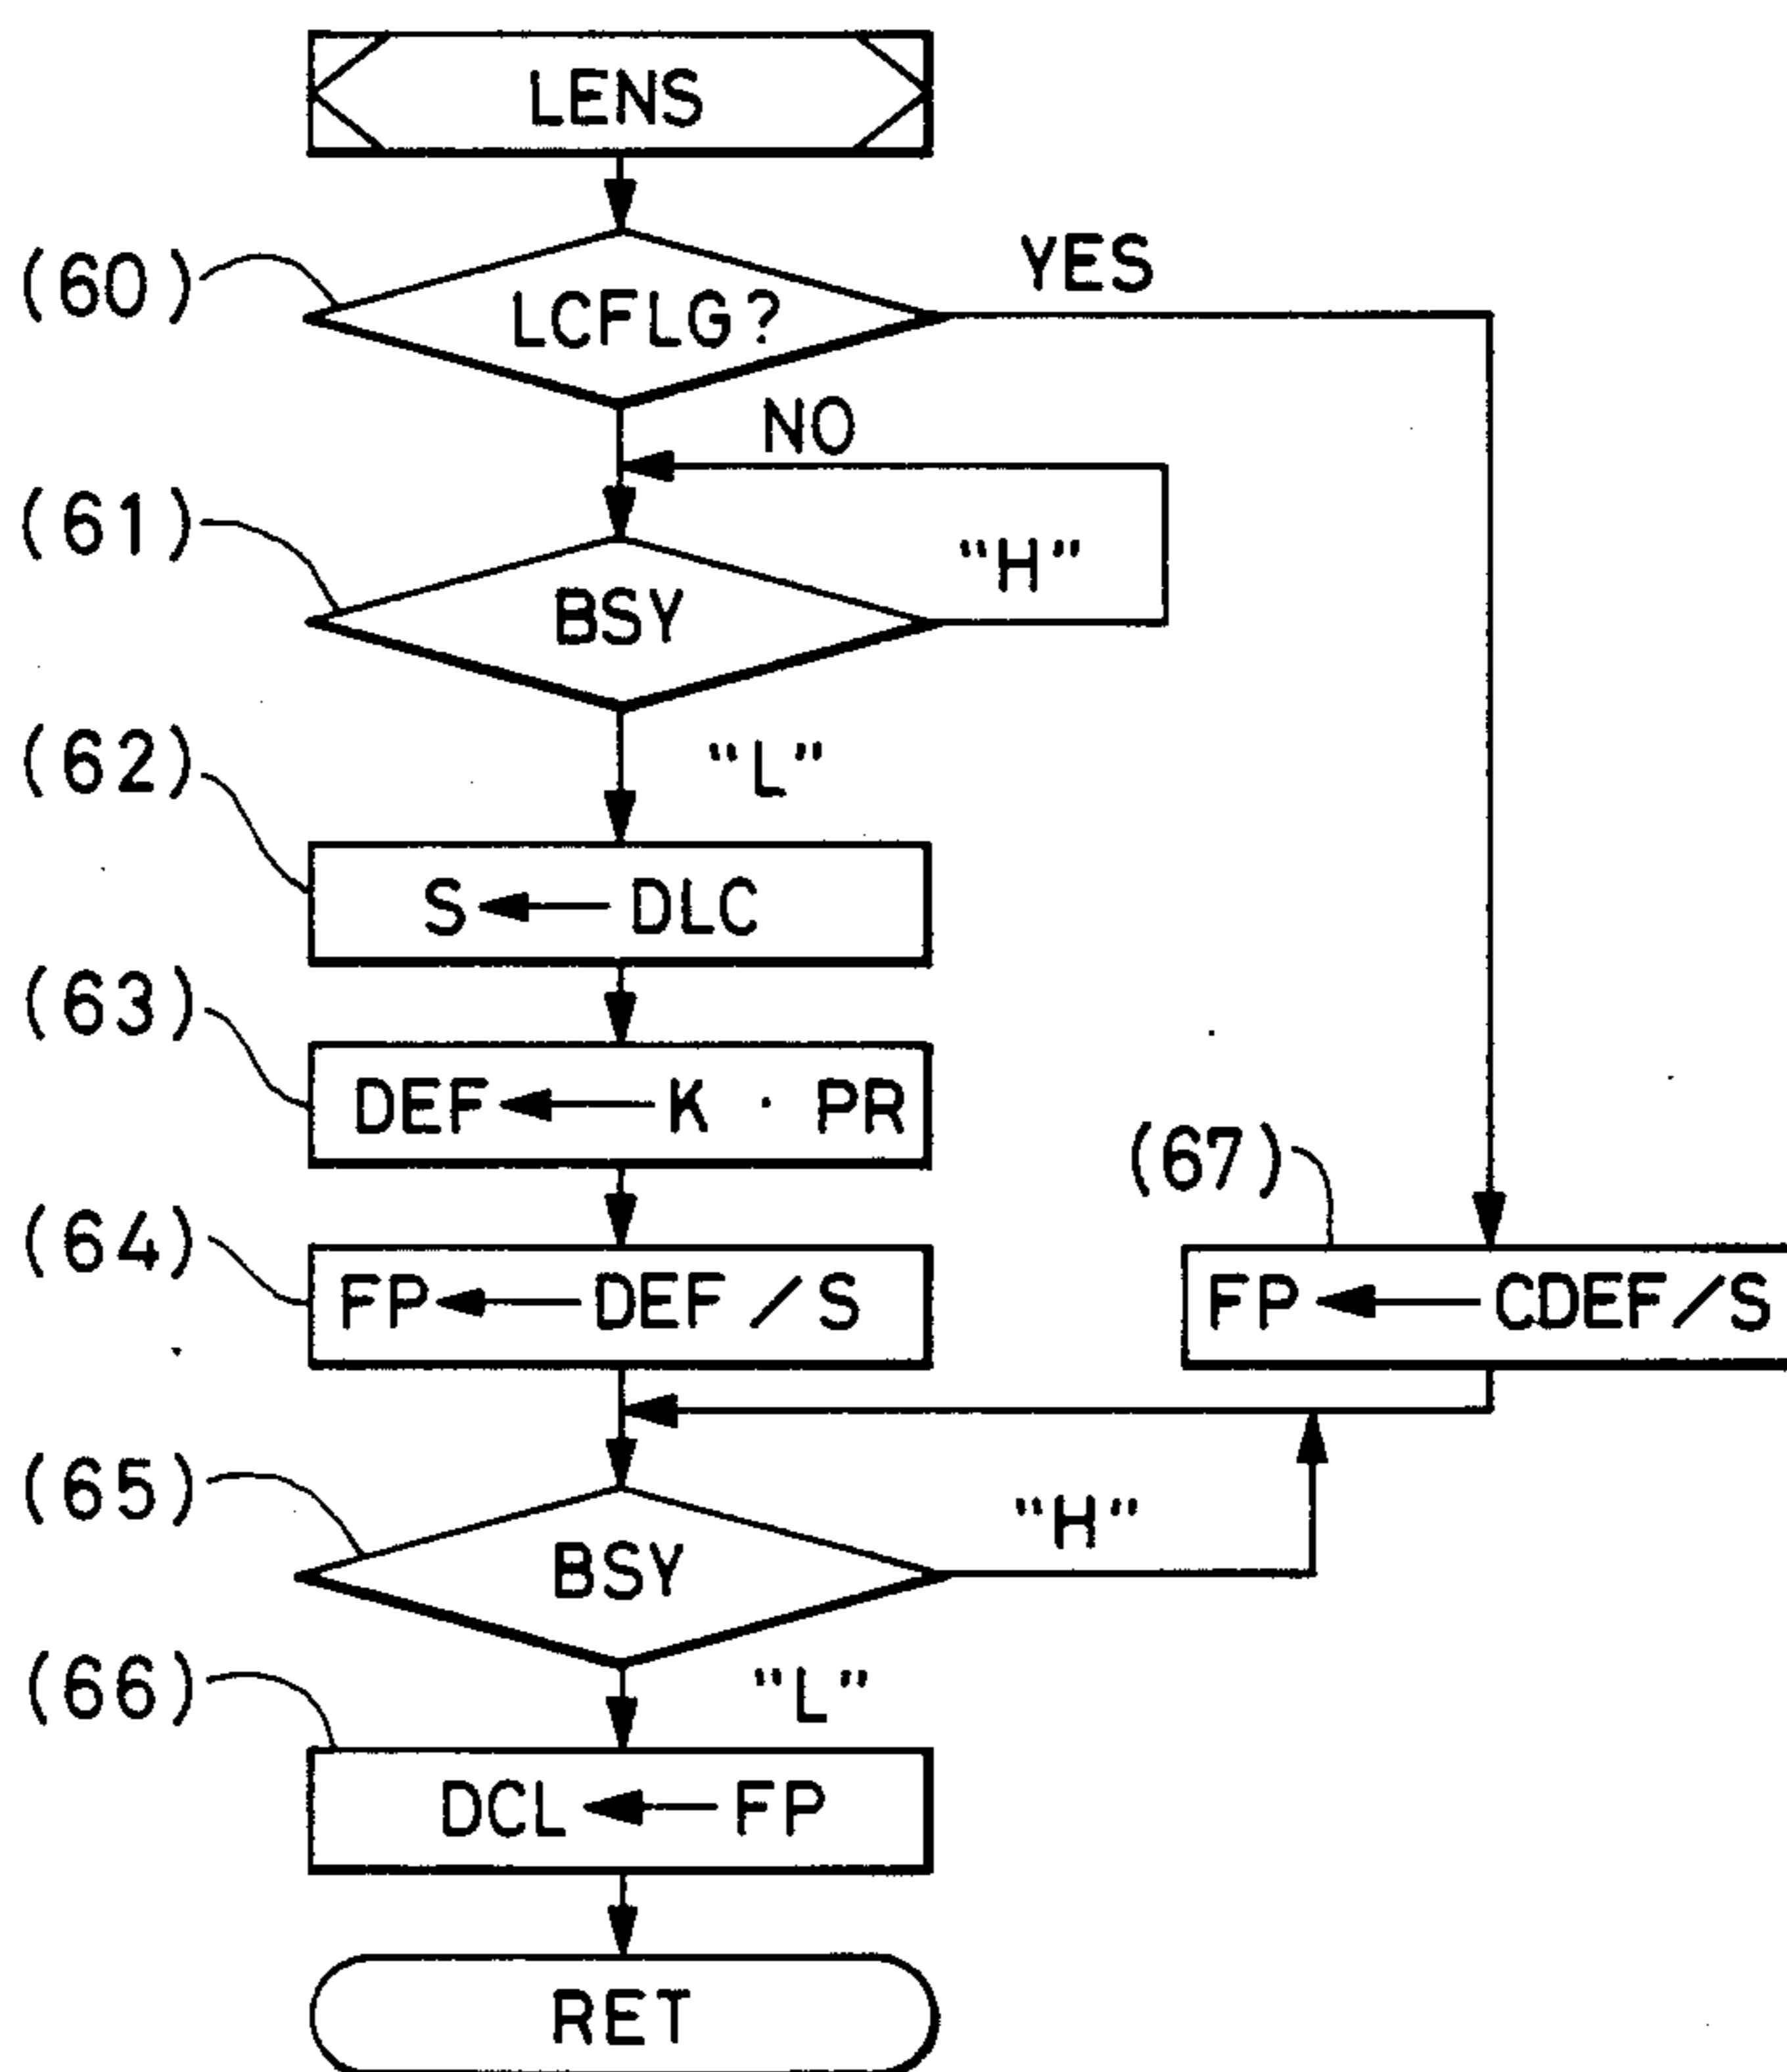 LENS
(60)
LCFLG?
YES
NO
(61)
BSY
"H"
"L"
(62)
S ← DLC
(63)
DEF ← K · PR
(64)
FP ← DEF / S
(67)
FP ← CDEF/S
(65)
BSY
"H"
"L"
(66)
DCL ← FP
RET